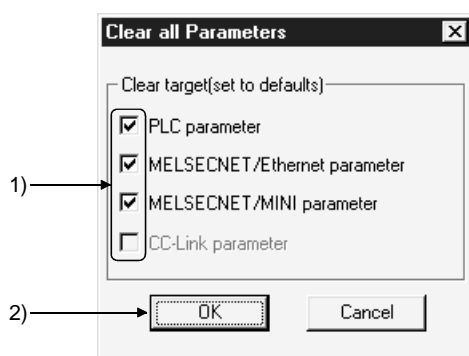 Clear all Parameters
Clear target(set to defaults)
PLC parameter
MELSECNET/Ethernet parameter
1)
MELSECNET/MINI parameter
CC-Link parameter
2)
OK
Cancel